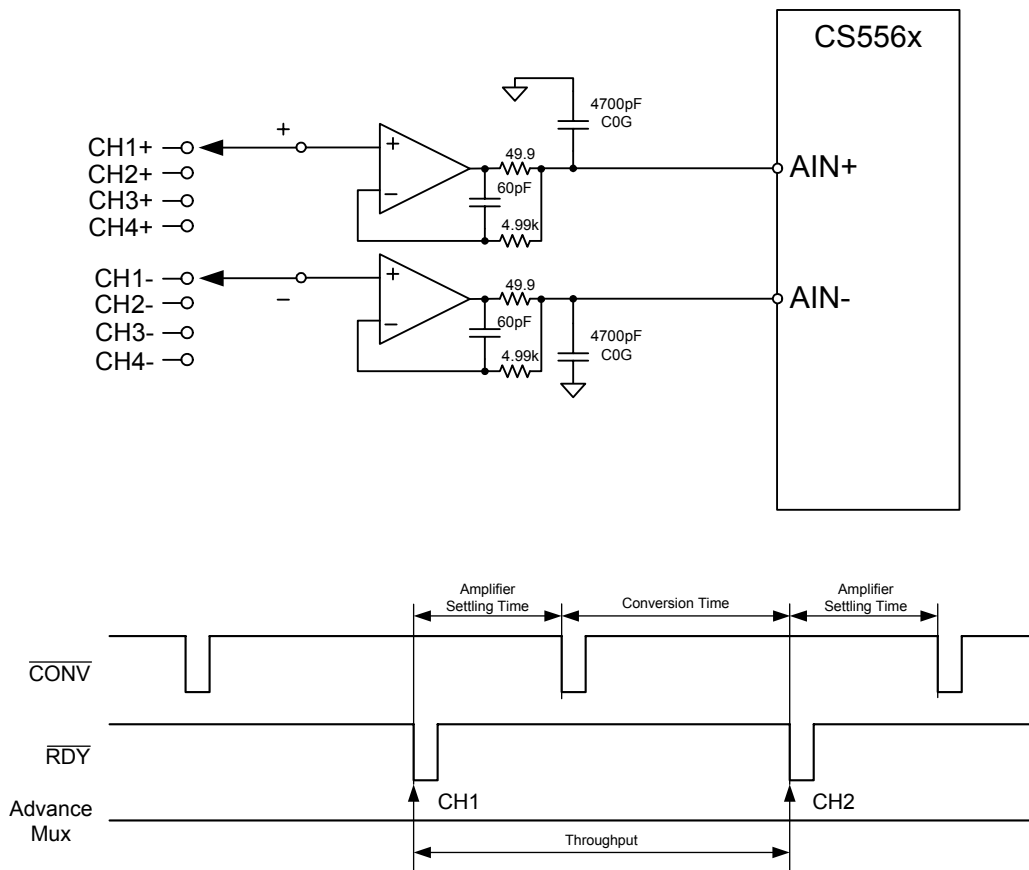 CS556x
4700pF
C0G
+
CH1+
CH2+
CH3+
CH4+
+
−
49.9
60pF
4.99k
AIN+
CH1-
CH2-
CH3-
CH4-
−
+
−
49.9
60pF
4.99k
4700pF
C0G
AIN-
Amplifier
Settling Time
Conversion Time
Amplifier
Settling Time
CONV
RDY
Advance
Mux
CH1
CH2
Throughput